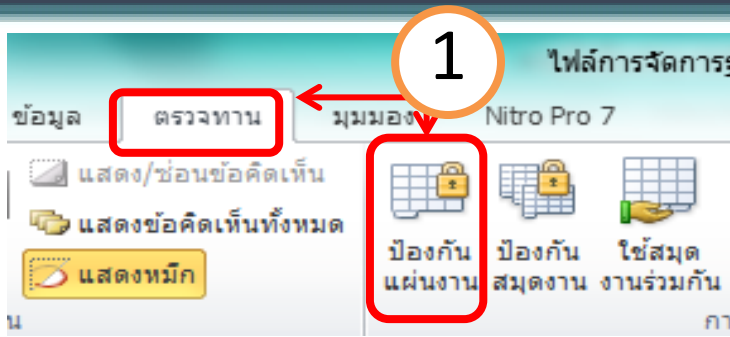 1
ไฟล์การจัดการฐ
ข้อมูล ตรวจทาน มุมมอง Nitro Pro 7
แสดง/ซ่อนข้อคิดเห็น
แสดงข้อคิดเห็นทั้งหมด
แสดงหมึก
ป้องกัน
แผ่นงาน
ป้องกัน
สมุดงาน
ใช้สมุด
งานร่วมกัน
น
กา